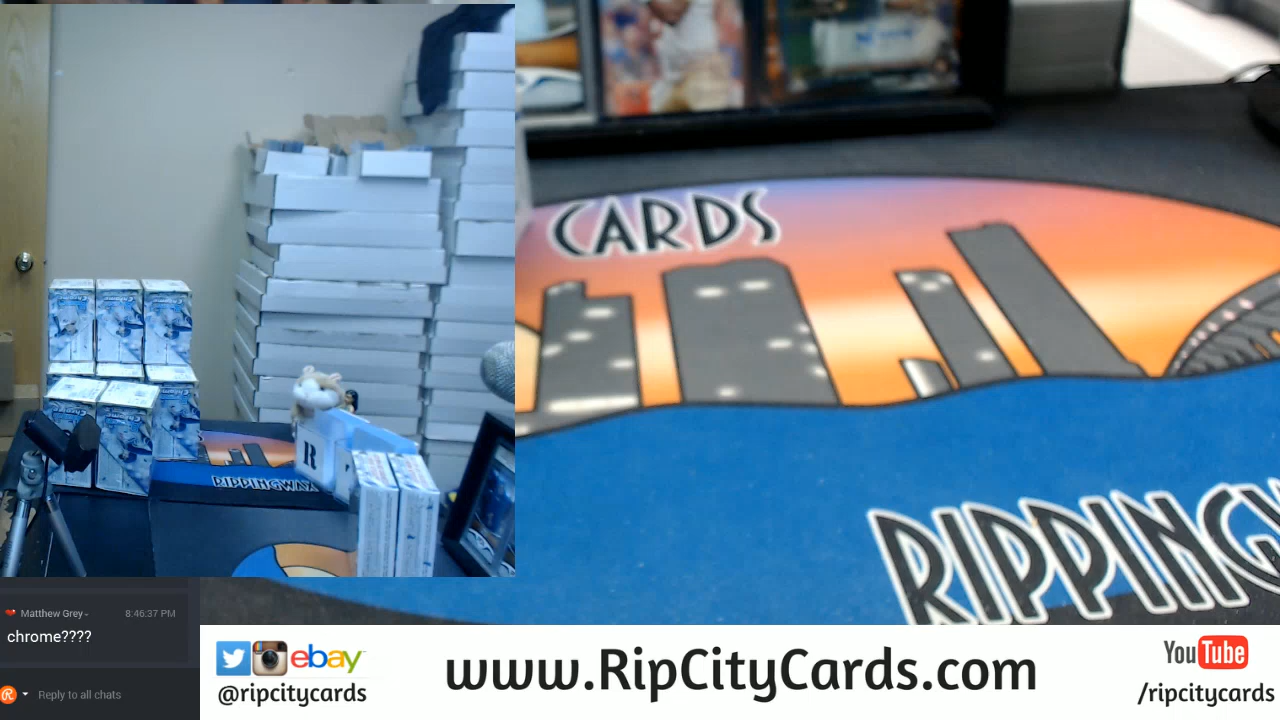 CARDS
R
RIPPINGWAX
RIPPINGW
Matthew Grey
8:46:37 PM
chrome????
Reply to all chats
ebay
@ripcitycards
www.RipCityCards.com
YouTube
/ripcitycards